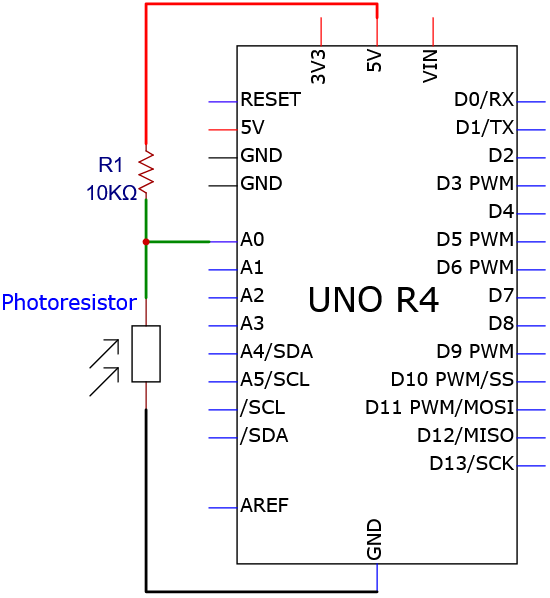 3V3
5V
VIN
RESET
5V
GND
GND
A0
A1
A2
A3
A4/SDA
A5/SCL
/SCL
/SDA
AREF
D0/RX
D1/TX
D2
D3 PWM
D4
D5 PWM
D6 PWM
D7
D8
D9 PWM
D10 PWM/SS
D11 PWM/MOSI
D12/MISO
D13/SCK
UNO R4
GND
R1
10KΩ
Photoresistor